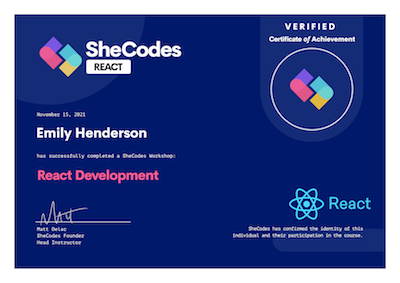 SheCodes
REACT
VERIFIED
Certificate of Achievement
November 15, 2021
Emily Henderson
has successfully completed a SheCodes Workshop:
React Development
Matt Delac
SheCodes Founder
Head Instructor
React
SheCodes has confirmed the identity of this
individual and their participation in the course.